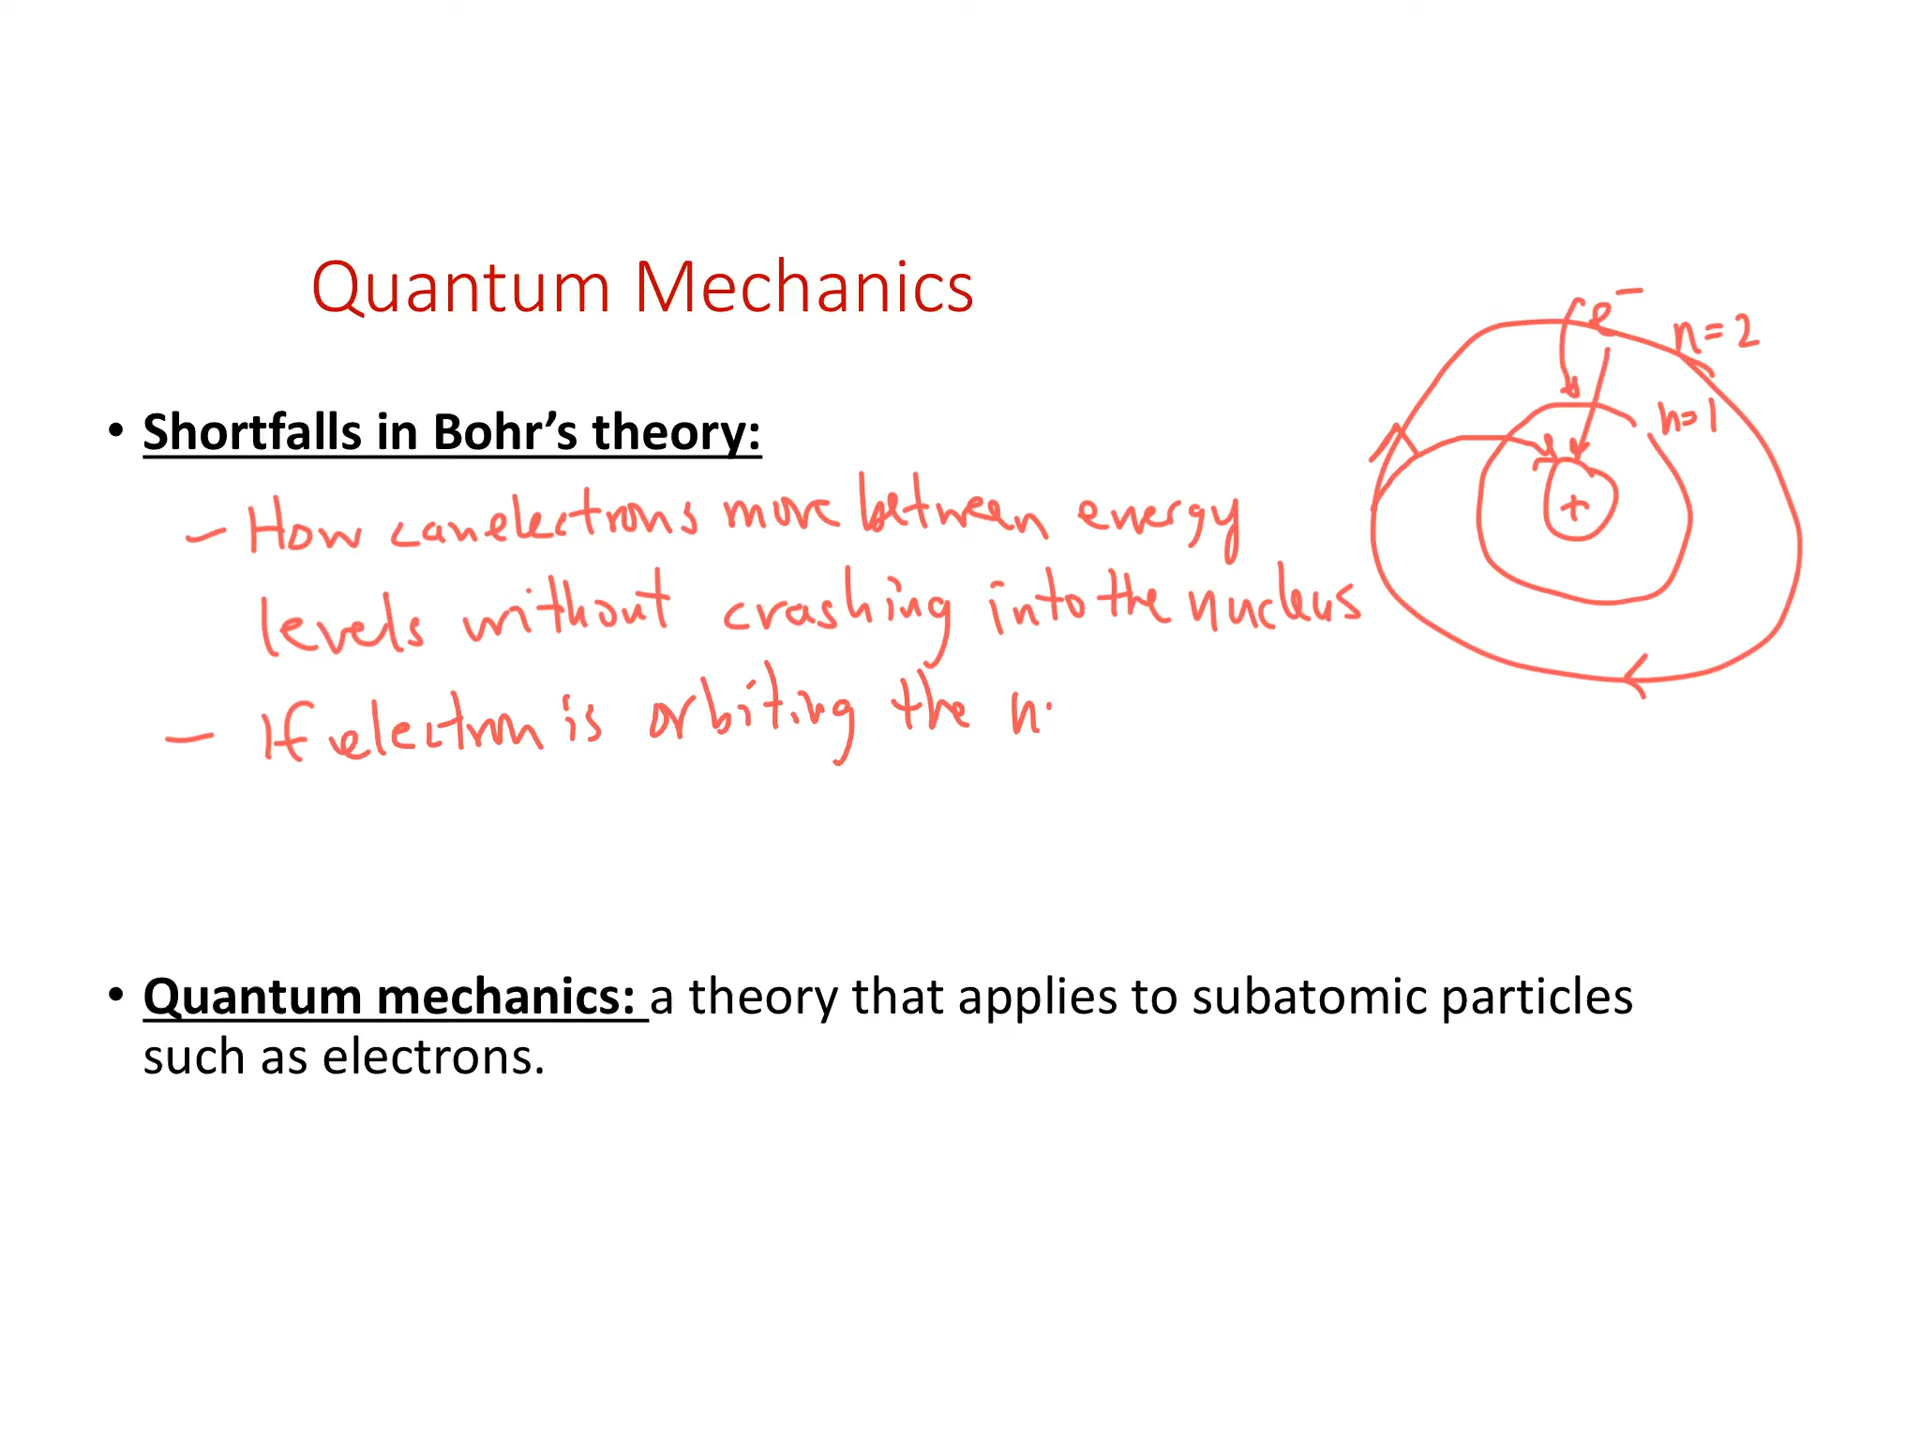 Quantum Mechanics
e⁻
n=2
n=1
• Shortfalls in Bohr's theory:
– How can electrons move between energy
levels without crashing into the nucleus
+
– If electron is orbiting the n
• Quantum mechanics: a theory that applies to subatomic particles
such as electrons.